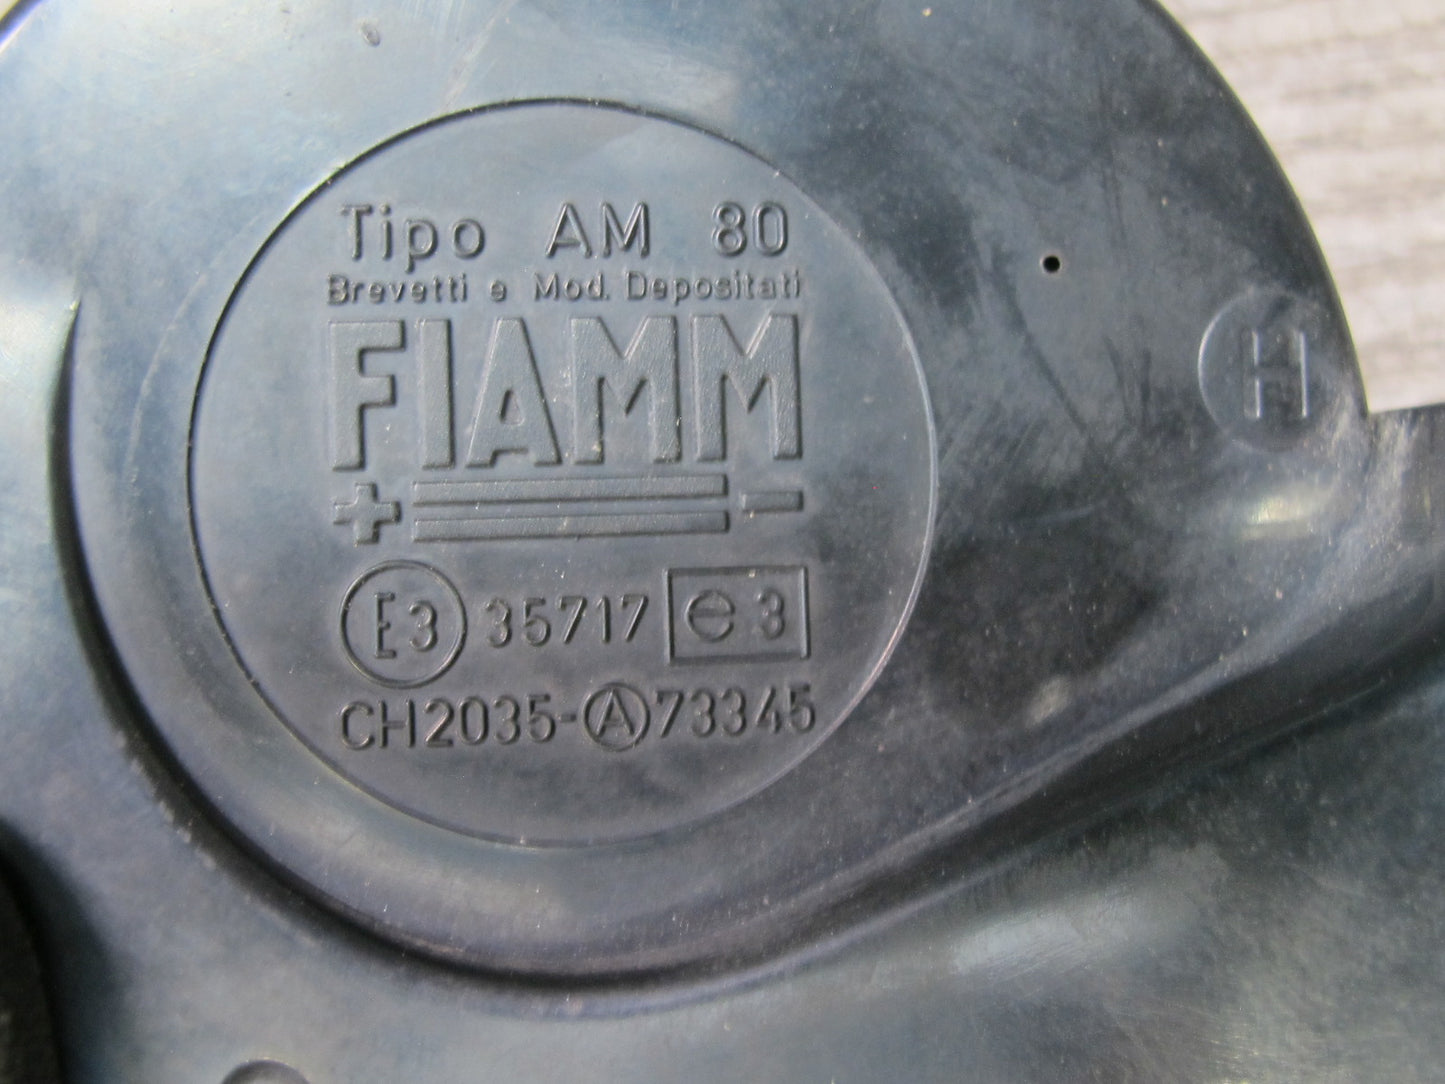 Tipo AM 80
Brevetti e Mod. Depositati
FIAMM
+ -
E3 35717 e 3
CH2035-A73345
H